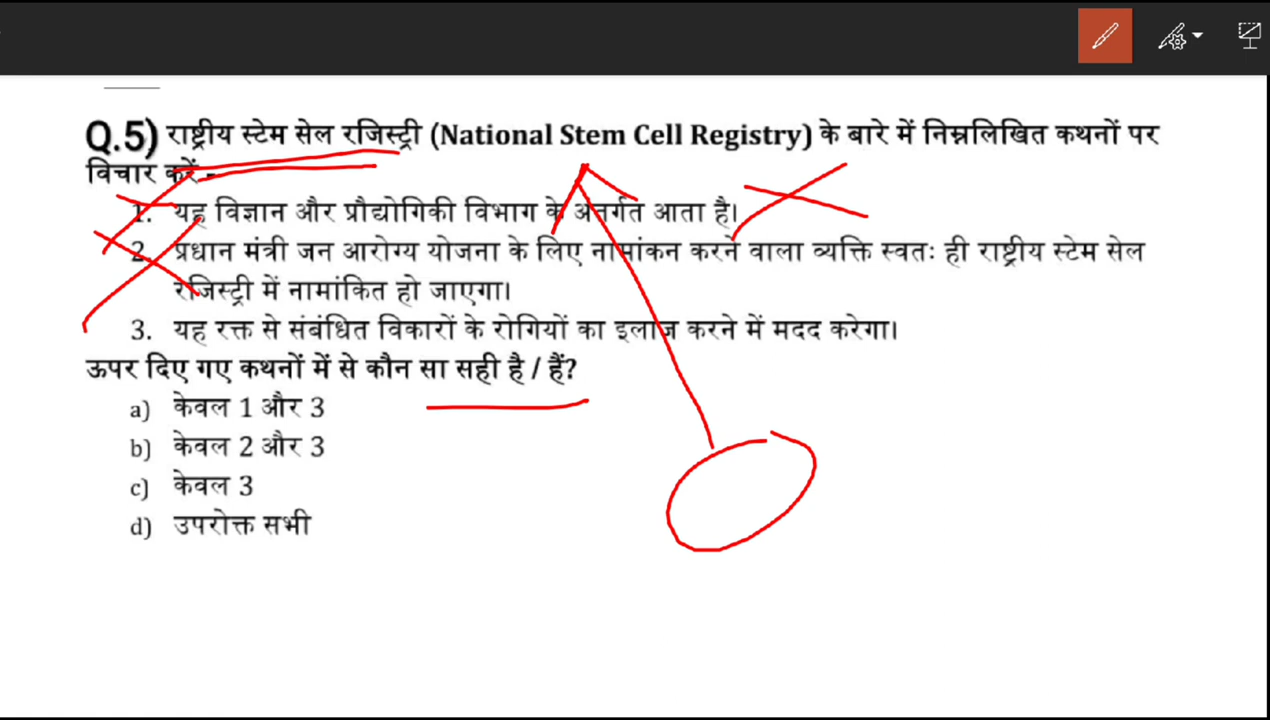 Q.5) राष्ट्रीय स्टेम सेल रजिस्ट्री (National Stem Cell Registry) के बारे में निम्नलिखित कथनों पर
विचार करें -
1. यह विज्ञान और प्रौद्योगिकी विभाग के अंतर्गत आता है।
2. प्रधान मंत्री जन आरोग्य योजना के लिए नामांकन करने वाला व्यक्ति स्वतः ही राष्ट्रीय स्टेम सेल
रजिस्ट्री में नामांकित हो जाएगा।
3. यह रक्त से संबंधित विकारों के रोगियों का इलाज करने में मदद करेगा।
ऊपर दिए गए कथनों में से कौन सा सही है / हैं?
a) केवल 1 और 3
b) केवल 2 और 3
c) केवल 3
d) उपरोक्त सभी